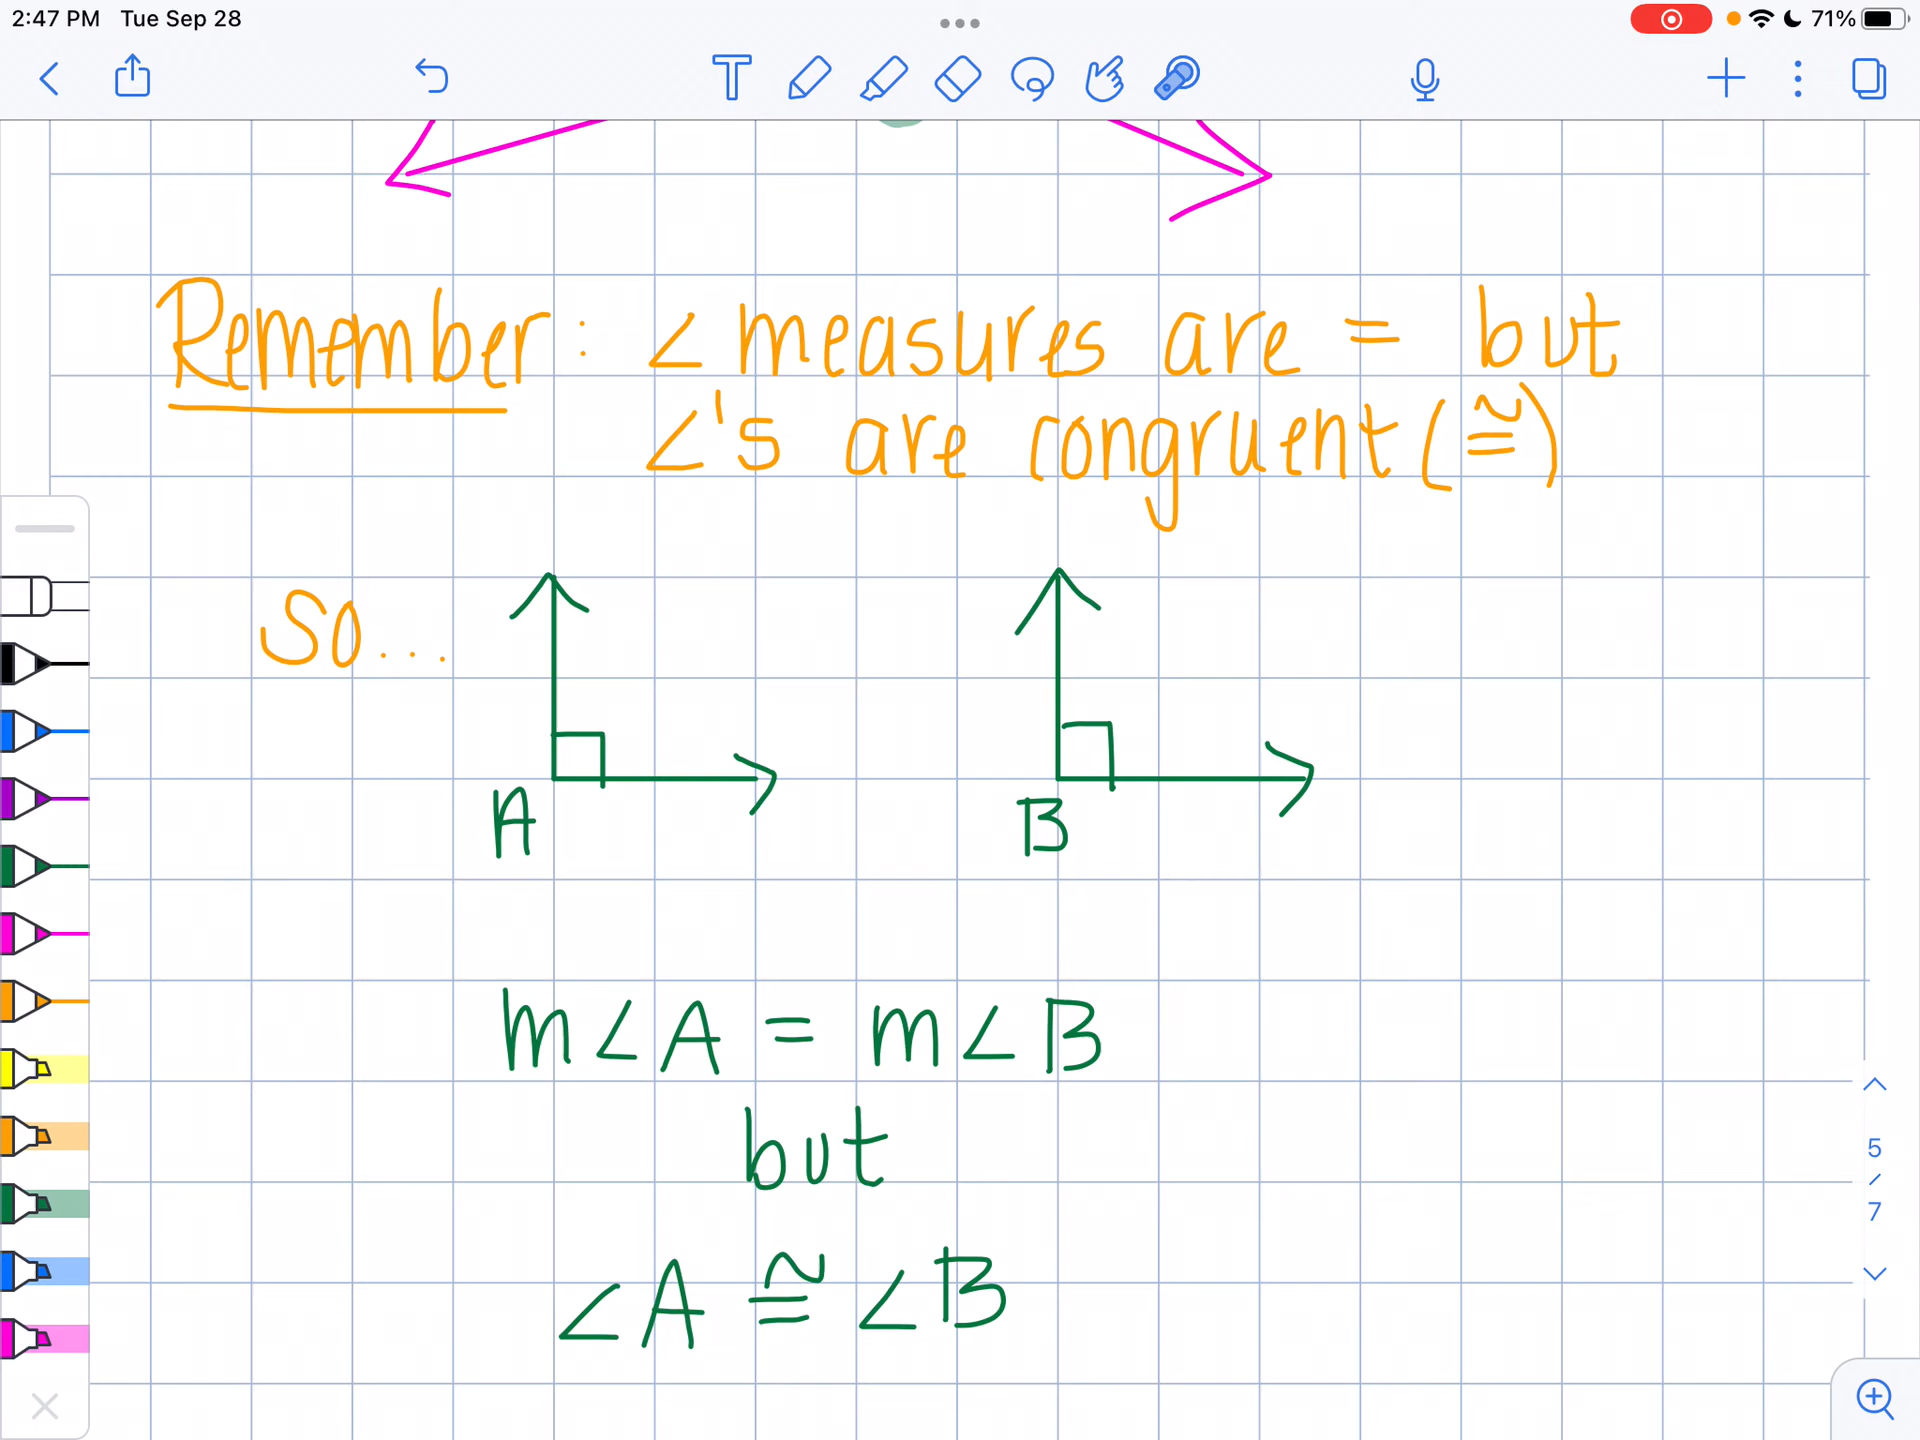 2:47 PM Tue Sep 28
71%
T
Remember: ∠ measures are = but
∠'s are congruent (≅)
So...
A
B
m∠A = m∠B
but
∠A ≅ ∠B
5
/
7